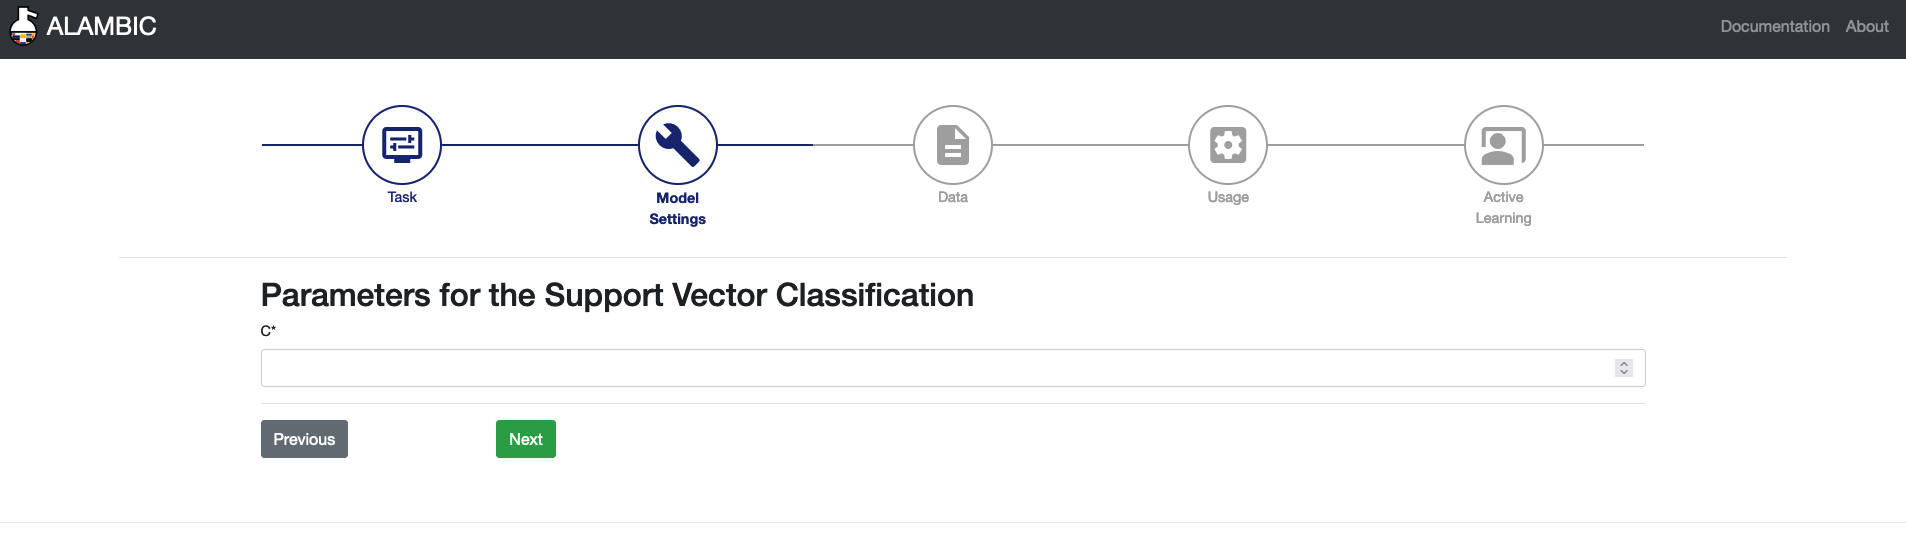 ALAMBIC
Documentation About
Task
Model
Settings
Data
Usage
Active
Learning
Parameters for the Support Vector Classification
C*
Previous
Next